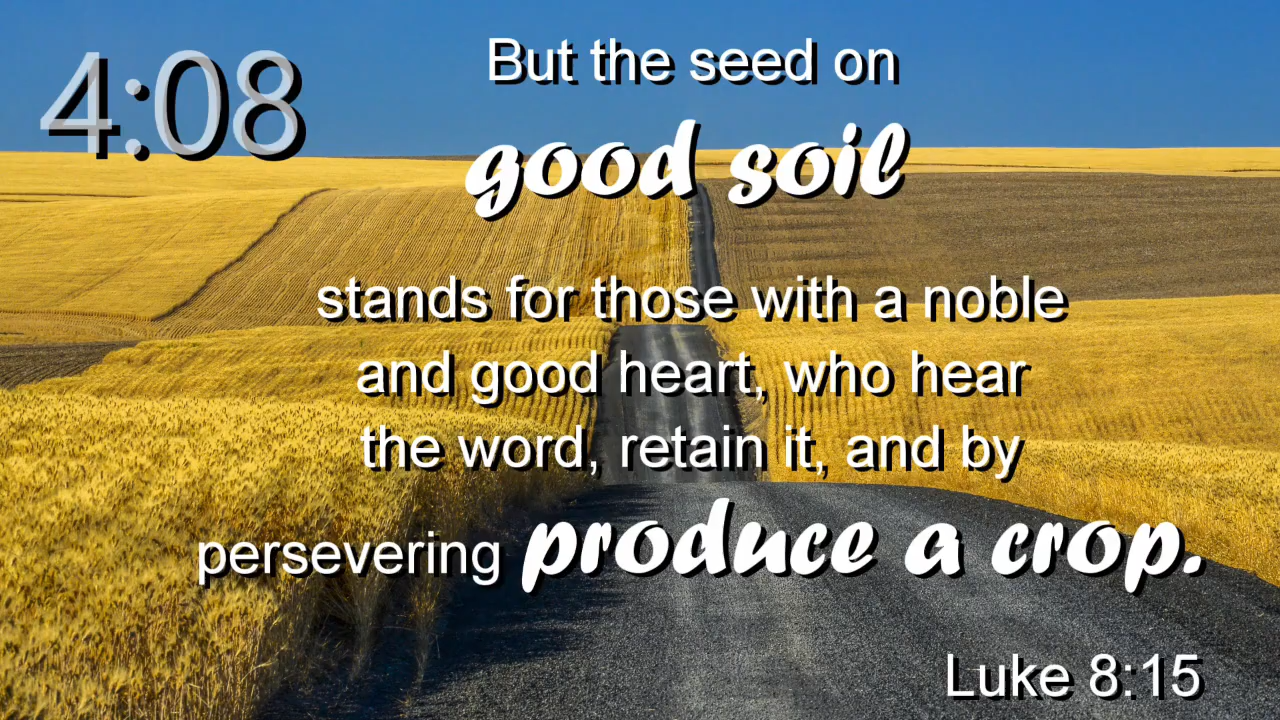 4:08
But the seed on
good soil
stands for those with a noble
and good heart, who hear
the word, retain it, and by
persevering produce a crop.
Luke 8:15